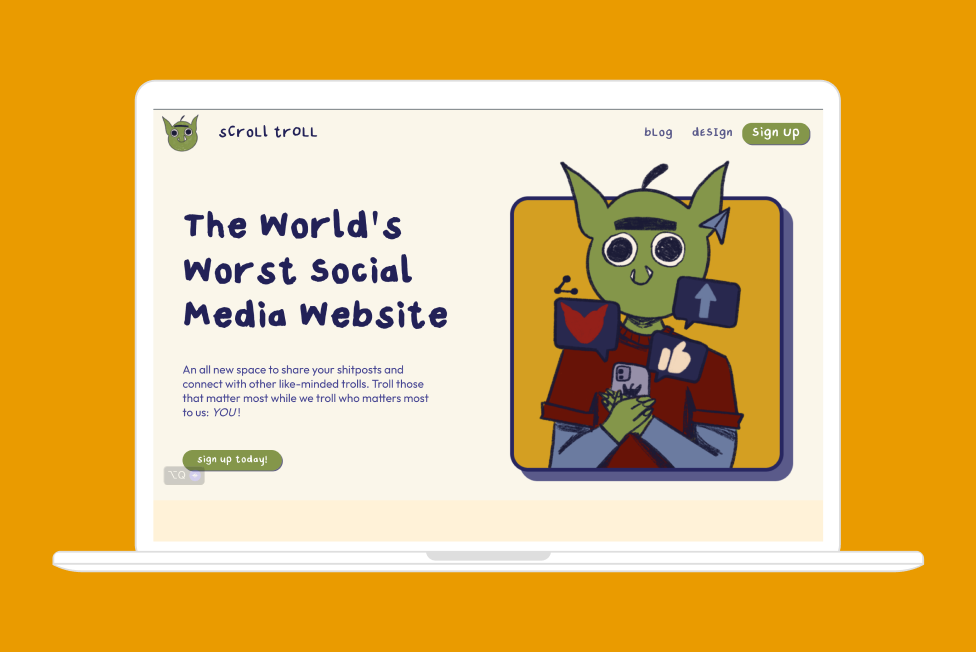 sCroll trOLL
bLog
deSIgn
Sign Up
The World's
Worst Social
Media Website
An all new space to share your shitposts and
connect with other like-minded trolls. Troll those
that matter most while we troll who matters most
to us: YOU!
sign up today!
⌥Q